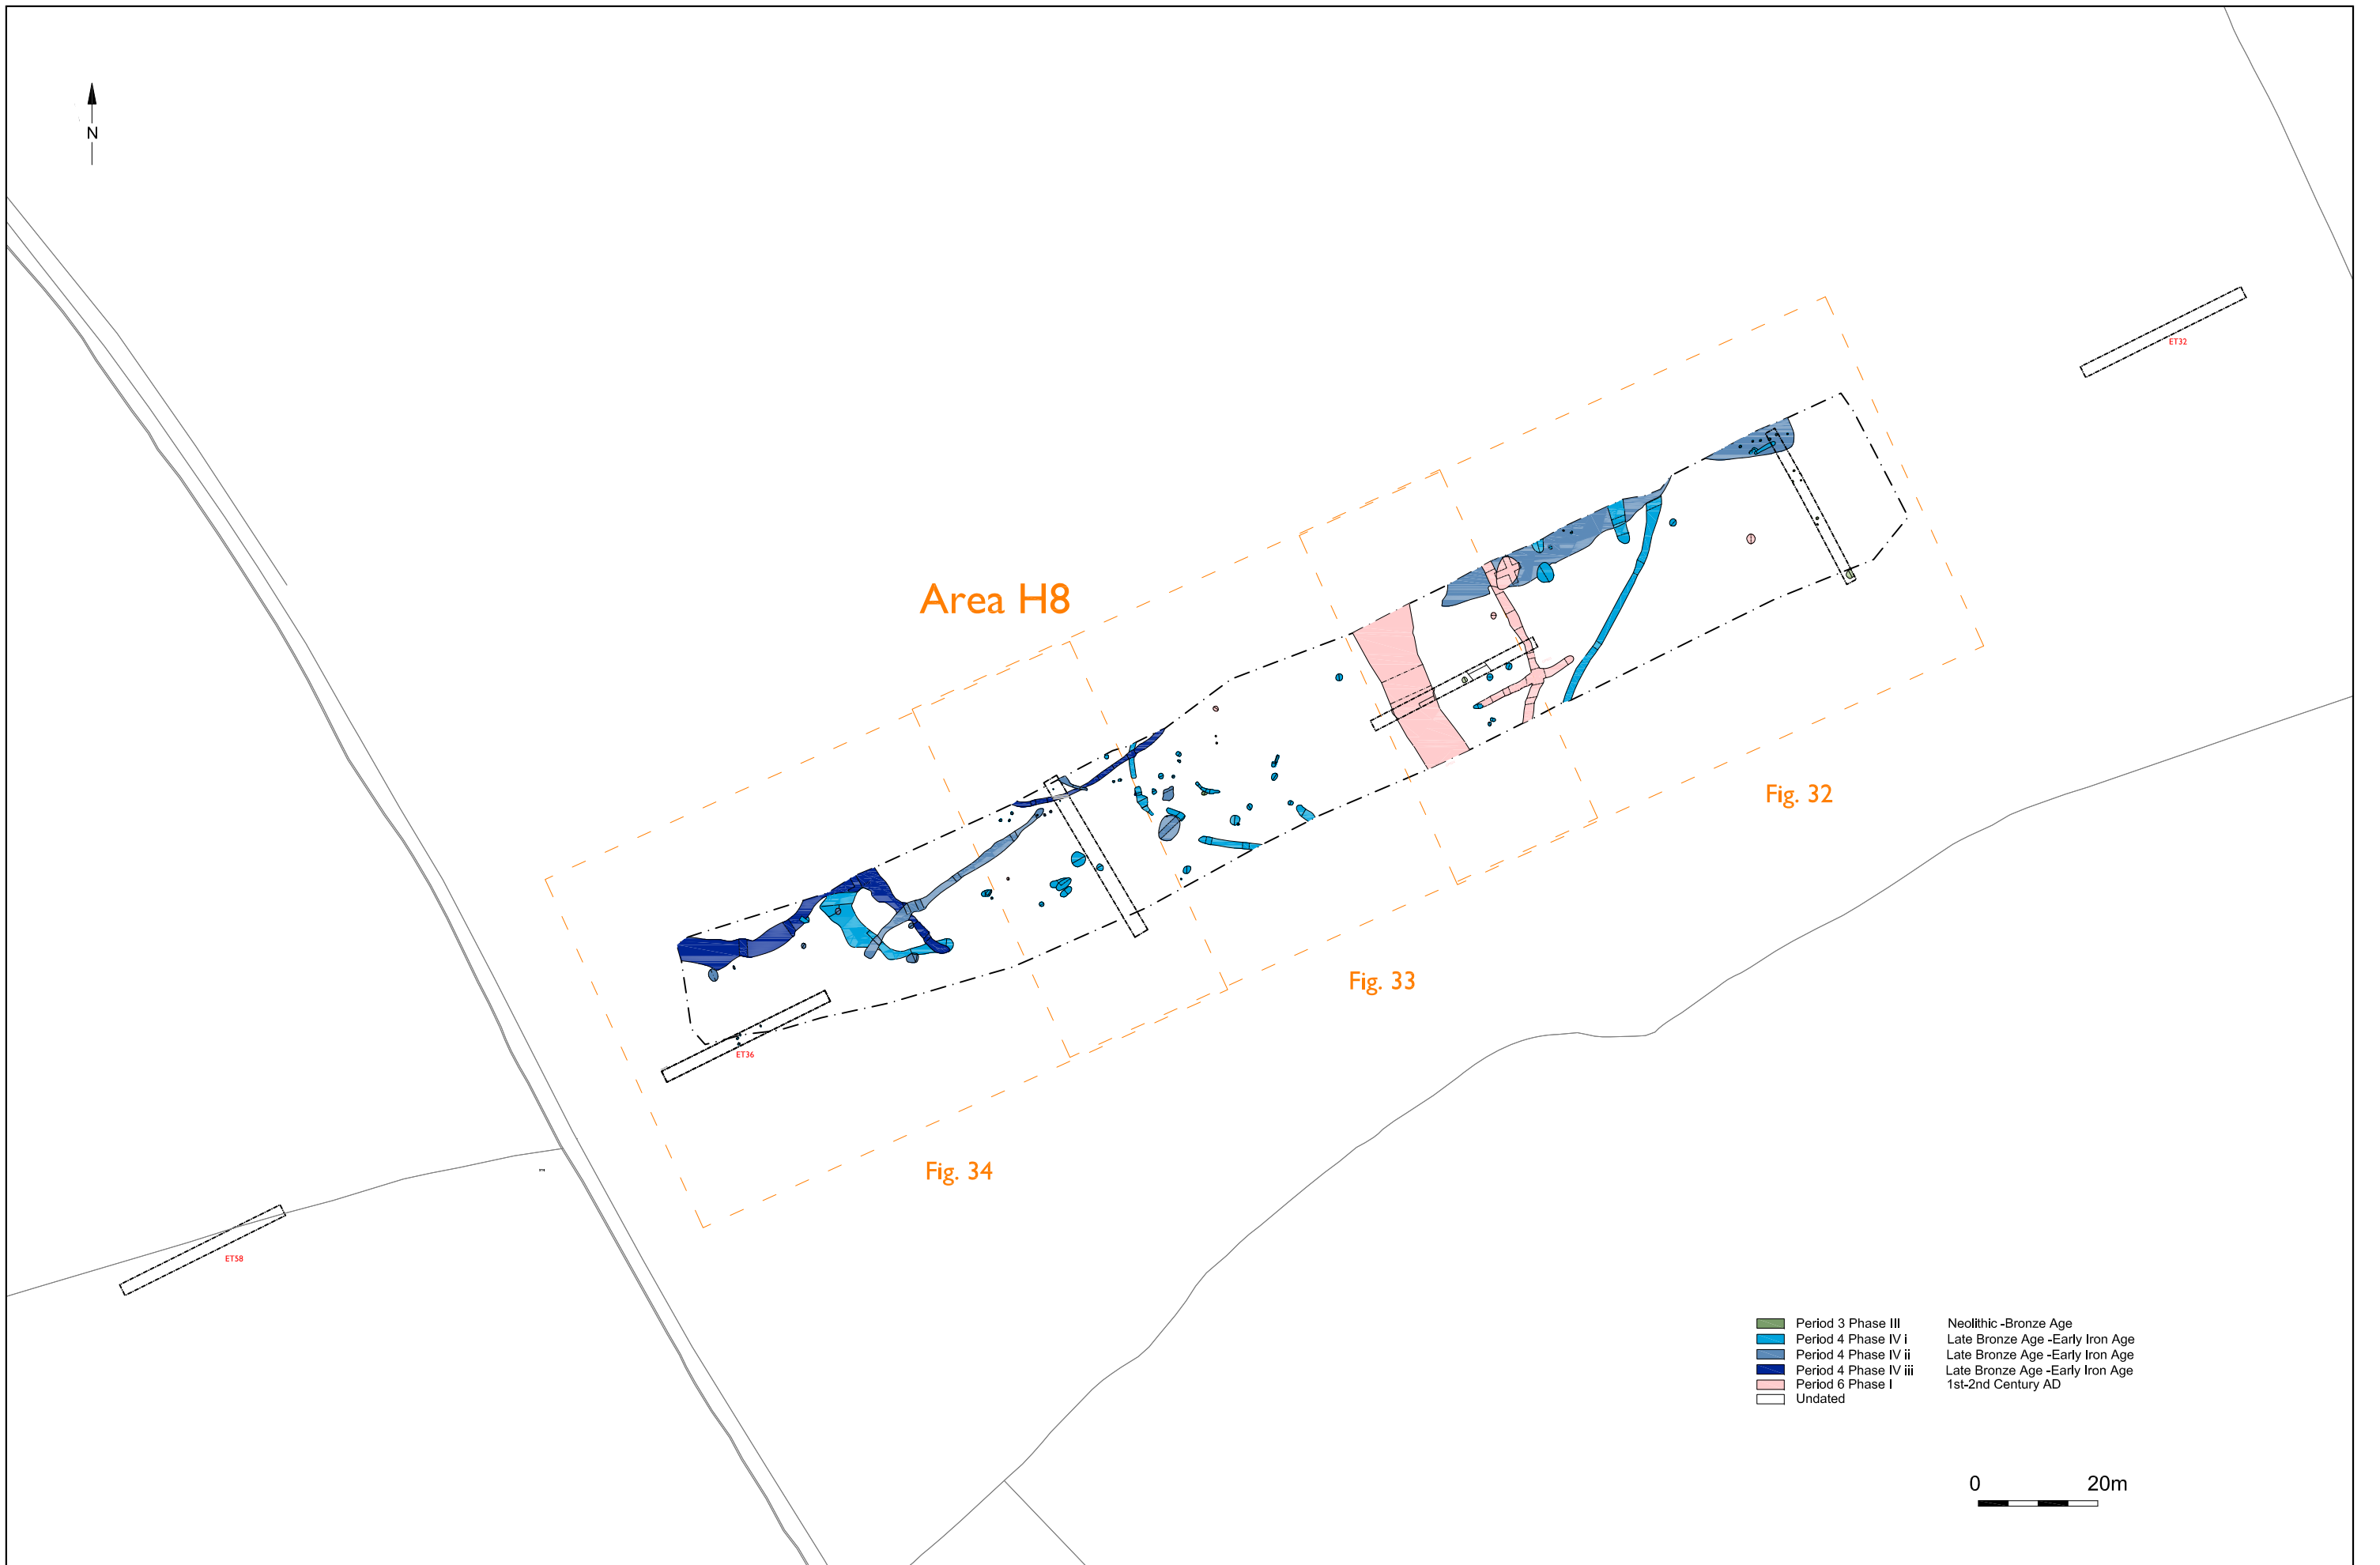 N
ET32
Area H8
Fig. 32
Fig. 33
ET36
Fig. 34
ET58
Period 3 Phase III Neolithic -Bronze Age
Period 4 Phase IV i Late Bronze Age -Early Iron Age
Period 4 Phase IV ii Late Bronze Age -Early Iron Age
Period 4 Phase IV iii Late Bronze Age -Early Iron Age
Period 6 Phase I 1st-2nd Century AD
Undated
0 20m